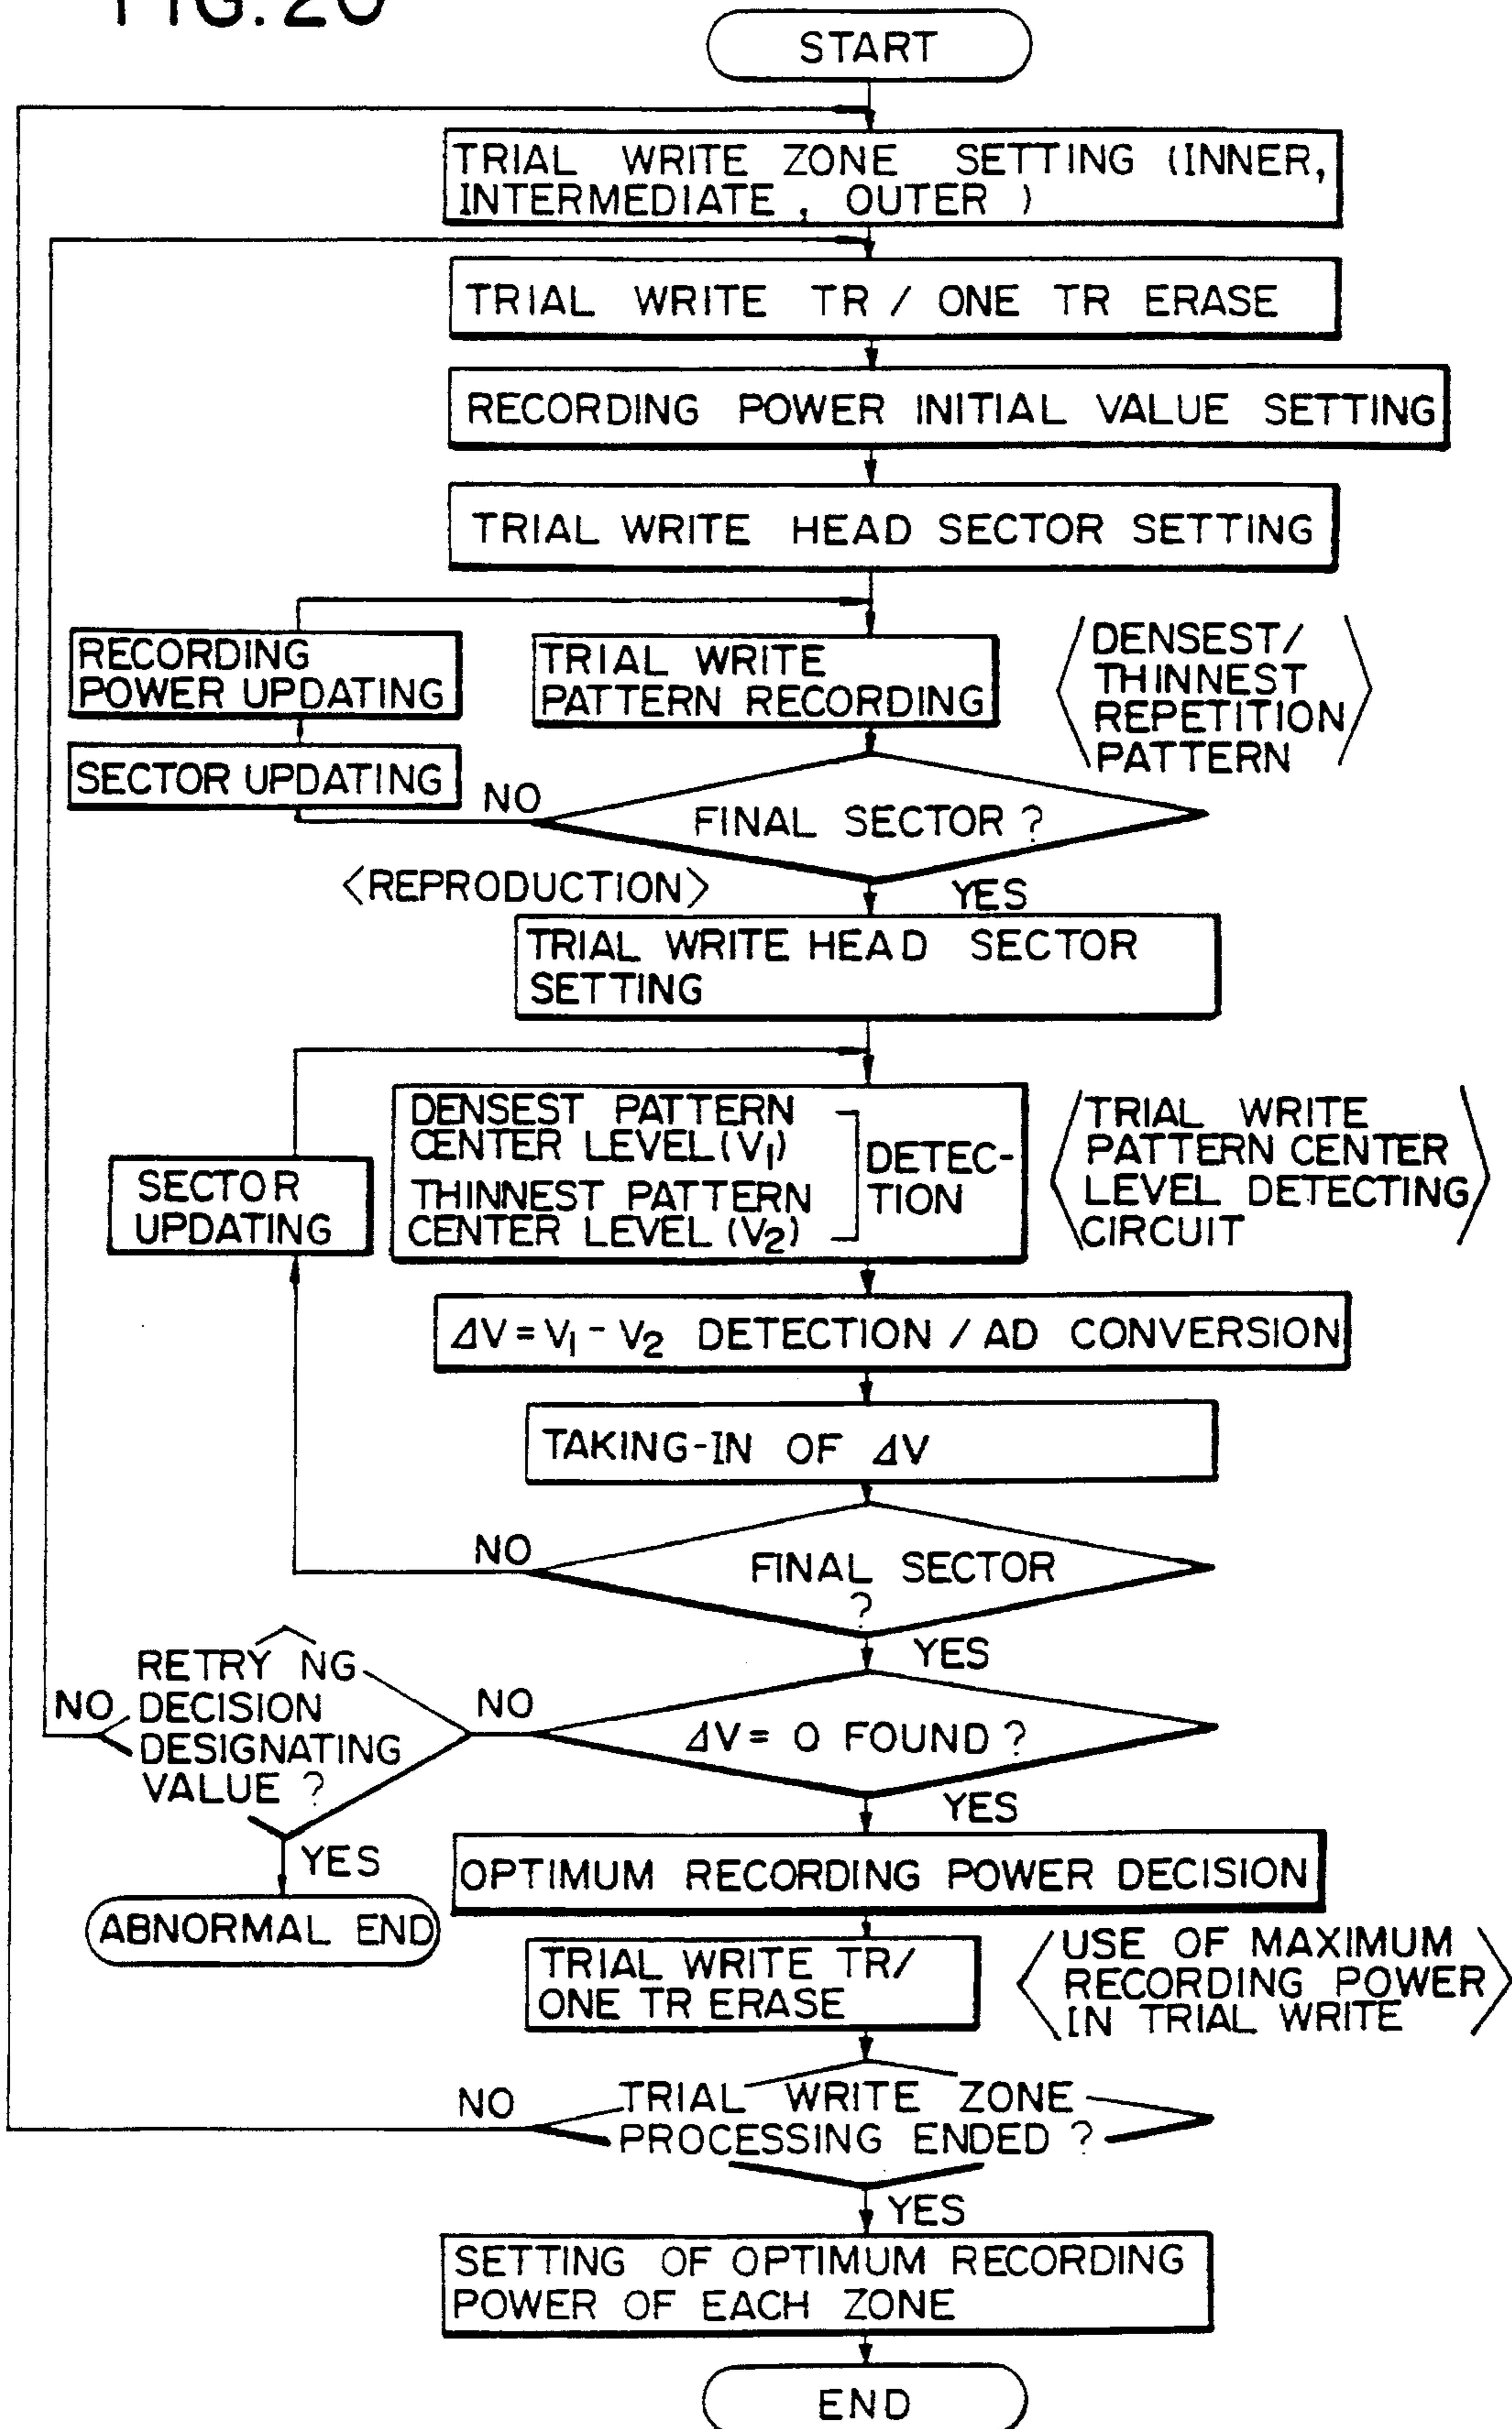 FIG. 20
START
TRIAL WRITE ZONE SETTING (INNER,
INTERMEDIATE, OUTER )
TRIAL WRITE TR / ONE TR ERASE
RECORDING POWER INITIAL VALUE SETTING
TRIAL WRITE HEAD SECTOR SETTING
RECORDING
POWER UPDATING
TRIAL WRITE
PATTERN RECORDING
DENSEST/
THINNEST
REPETITION
PATTERN
SECTOR UPDATING
NO
FINAL SECTOR ?
<REPRODUCTION>
YES
TRIAL WRITE HEAD SECTOR
SETTING
DENSEST PATTERN
CENTER LEVEL (V1)
THINNEST PATTERN
CENTER LEVEL (V2)
DETEC-
TION
TRIAL WRITE
PATTERN CENTER
LEVEL DETECTING
CIRCUIT
SECTOR
UPDATING
ΔV = V1 - V2 DETECTION / AD CONVERSION
TAKING-IN OF ΔV
NO
FINAL SECTOR
?
YES
RETRY NG
DECISION
DESIGNATING
VALUE ?
NO
NO
ΔV = 0 FOUND ?
YES
YES
ABNORMAL END
OPTIMUM RECORDING POWER DECISION
TRIAL WRITE TR/
ONE TR ERASE
USE OF MAXIMUM
RECORDING POWER
IN TRIAL WRITE
NO
TRIAL WRITE ZONE
PROCESSING ENDED ?
YES
SETTING OF OPTIMUM RECORDING
POWER OF EACH ZONE
END